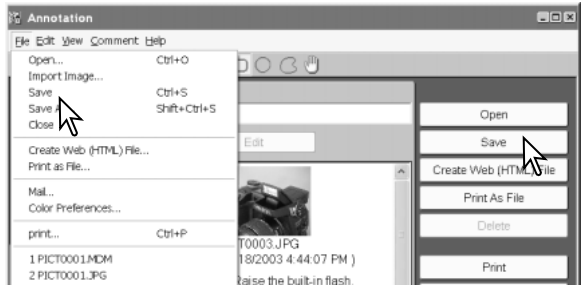 Annotation
File Edit View Comment Help
Open... Ctrl+O
Import Image...
Save Ctrl+S
Save Shift+Ctrl+S
Close
Create Web (HTML) File...
Print as File...
Mail...
Color Preferences...
print... Ctrl+P
1 PICT0001.MDM
2 PICT0001.JPG
Edit
T0003.JPG
18/2003 4:44:07 PM )
Raise the built-in flash.
Open
Save
Create Web (HTML) File
Print As File
Delete
Print